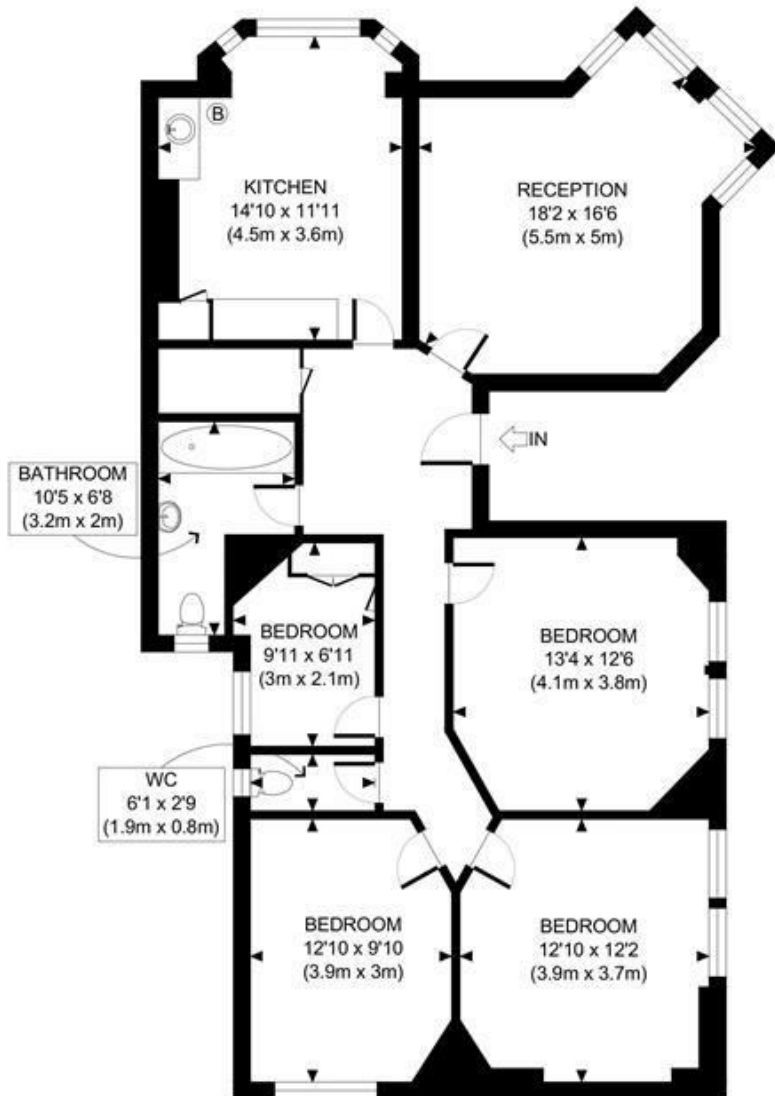 B
KITCHEN
14'10 x 11'11
(4.5m x 3.6m)
RECEPTION
18'2 x 16'6
(5.5m x 5m)
IN
BATHROOM
10'5 x 6'8
(3.2m x 2m)
BEDROOM
9'11 x 6'11
(3m x 2.1m)
BEDROOM
13'4 x 12'6
(4.1m x 3.8m)
WC
6'1 x 2'9
(1.9m x 0.8m)
BEDROOM
12'10 x 9'10
(3.9m x 3m)
BEDROOM
12'10 x 12'2
(3.9m x 3.7m)